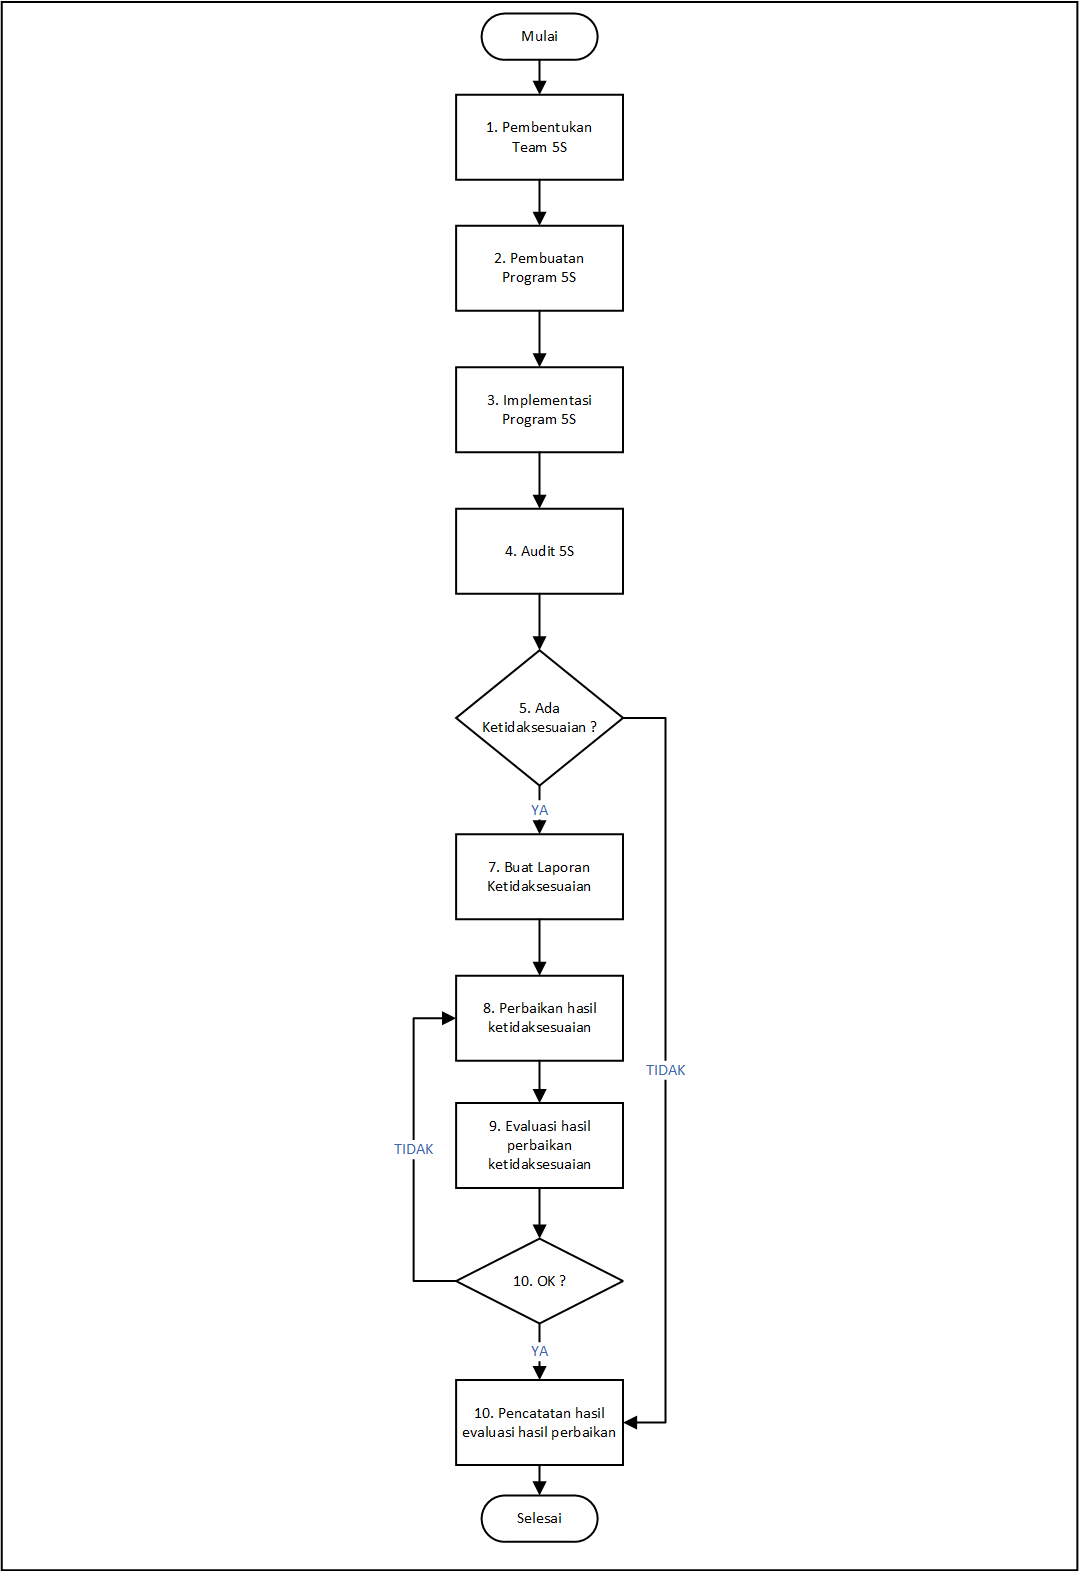 Mulai
1. Pembentukan
Team 5S
2. Pembuatan
Program 5S
3. Implementasi
Program 5S
4. Audit 5S
5. Ada
Ketidaksesuaian ?
YA
7. Buat Laporan
Ketidaksesuaian
8. Perbaikan hasil
ketidaksesuaian
TIDAK
9. Evaluasi hasil
perbaikan
ketidaksesuaian
TIDAK
10. OK ?
YA
10. Pencatatan hasil
evaluasi hasil perbaikan
Selesai